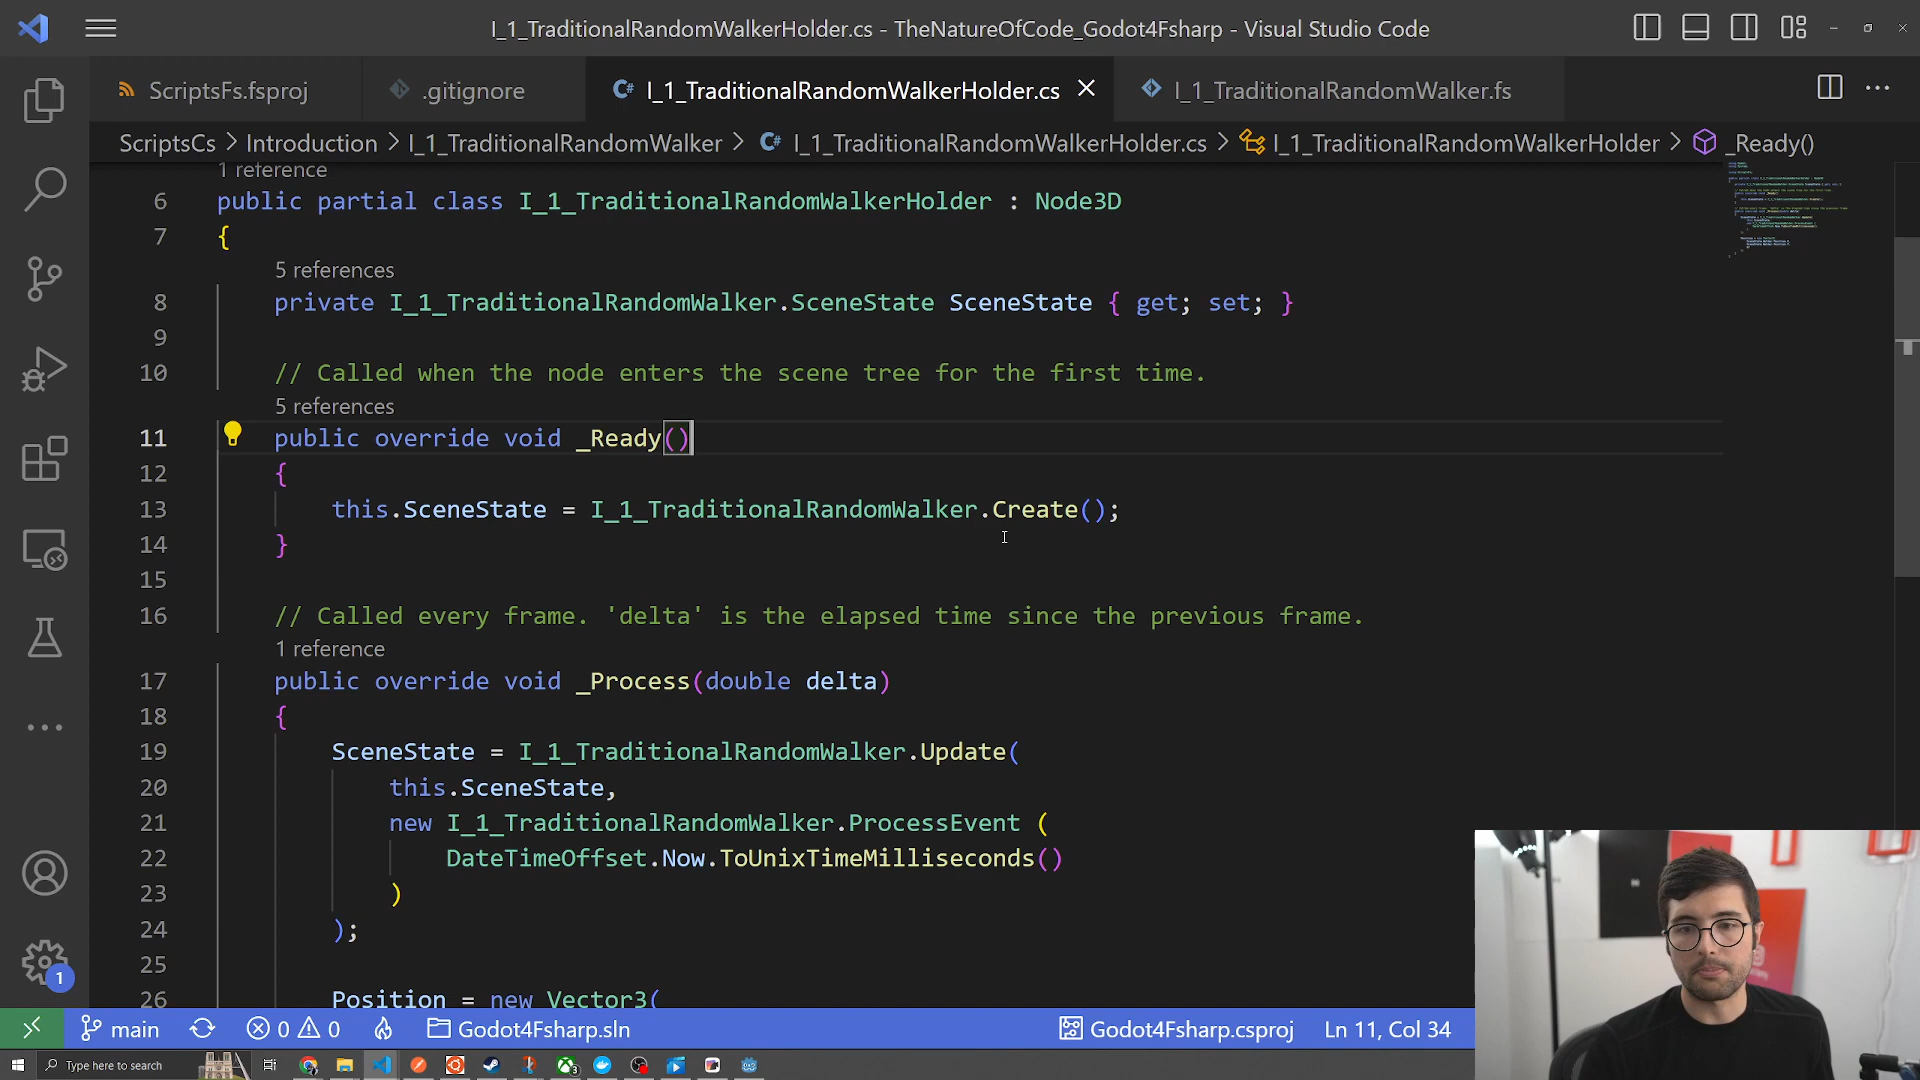 I_1_TraditionalRandomWalkerHolder.cs - TheNatureOfCode_Godot4Fsharp - Visual Studio Code
ScriptsFs.fsproj
.gitignore
C# I_1_TraditionalRandomWalkerHolder.cs
I_1_TraditionalRandomWalker.fs
ScriptsCs > Introduction > I_1_TraditionalRandomWalker > C# I_1_TraditionalRandomWalkerHolder.cs > I_1_TraditionalRandomWalkerHolder > _Ready()
1 reference
6 public partial class I_1_TraditionalRandomWalkerHolder : Node3D
7 {
5 references
8 private I_1_TraditionalRandomWalker.SceneState SceneState { get; set; }
9
10 // Called when the node enters the scene tree for the first time.
5 references
11 public override void _Ready()
12 {
13 this.SceneState = I_1_TraditionalRandomWalker.Create();
14 }
15
16 // Called every frame. 'delta' is the elapsed time since the previous frame.
1 reference
17 public override void _Process(double delta)
18 {
19 SceneState = I_1_TraditionalRandomWalker.Update(
20 this.SceneState,
21 new I_1_TraditionalRandomWalker.ProcessEvent (
22 DateTimeOffset.Now.ToUnixTimeMilliseconds()
23 )
24 );
25
26 Position = new Vector3(
1
main 0 0 Godot4Fsharp.sln Godot4Fsharp.csproj Ln 11, Col 34
Type here to search